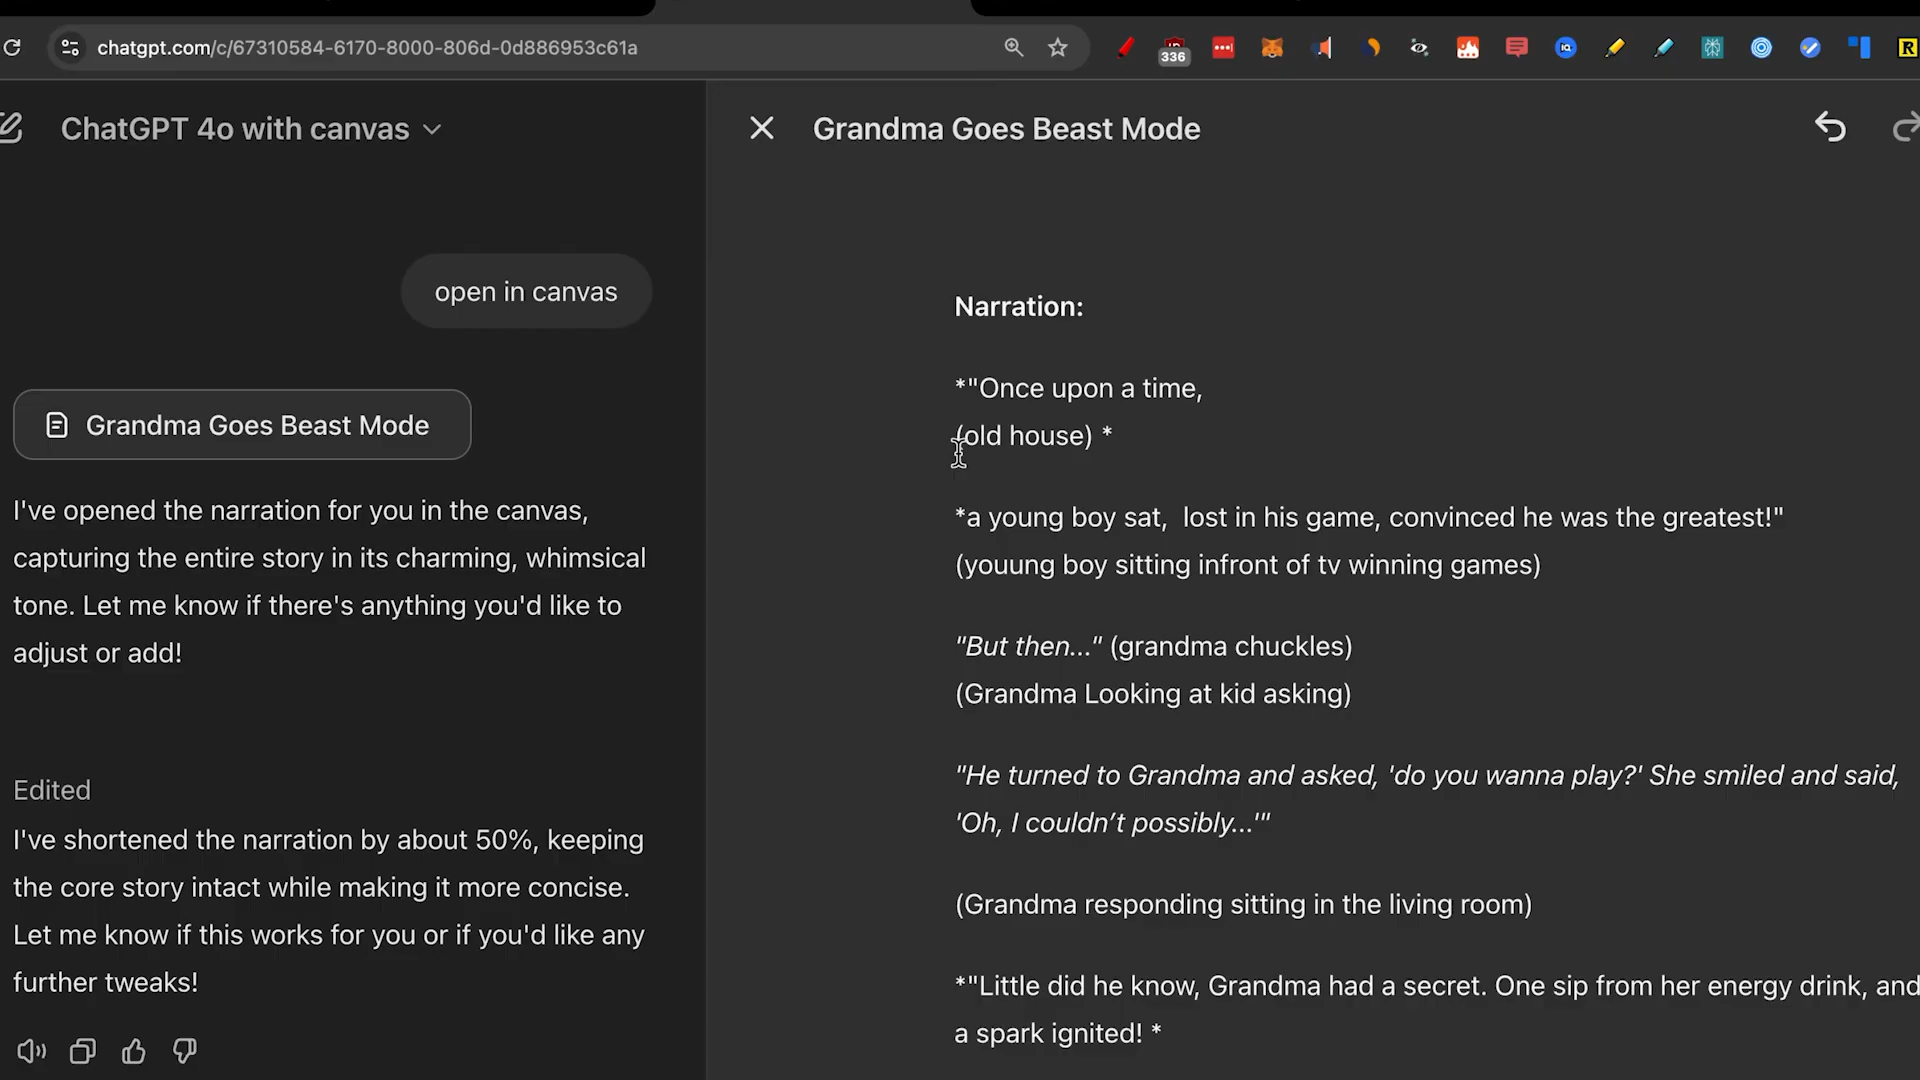 chatgpt.com/c/67310584-6170-8000-806d-0d886953c61a
336
IQ
R
ChatGPT 4o with canvas
open in canvas
Grandma Goes Beast Mode
I've opened the narration for you in the canvas,
capturing the entire story in its charming, whimsical
tone. Let me know if there's anything you'd like to
adjust or add!
Edited
I've shortened the narration by about 50%, keeping
the core story intact while making it more concise.
Let me know if this works for you or if you'd like any
further tweaks!
Grandma Goes Beast Mode
Narration:
*"Once upon a time,
(old house) *
*a young boy sat,  lost in his game, convinced he was the greatest!"
(youung boy sitting infront of tv winning games)
"But then..." (grandma chuckles)
(Grandma Looking at kid asking)
"He turned to Grandma and asked, 'do you wanna play?' She smiled and said,
'Oh, I couldn’t possibly...'"
(Grandma responding sitting in the living room)
*"Little did he know, Grandma had a secret. One sip from her energy drink, and
a spark ignited! *